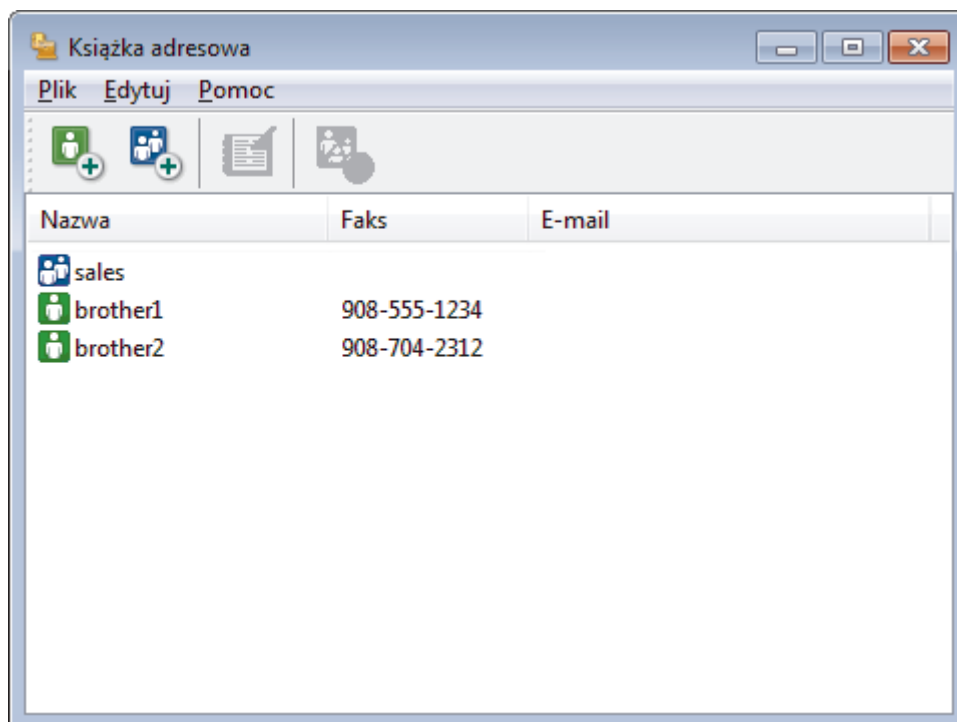 Książka adresowa
Plik Edytuj Pomoc
Nazwa Faks E-mail
sales
brother1 908-555-1234
brother2 908-704-2312